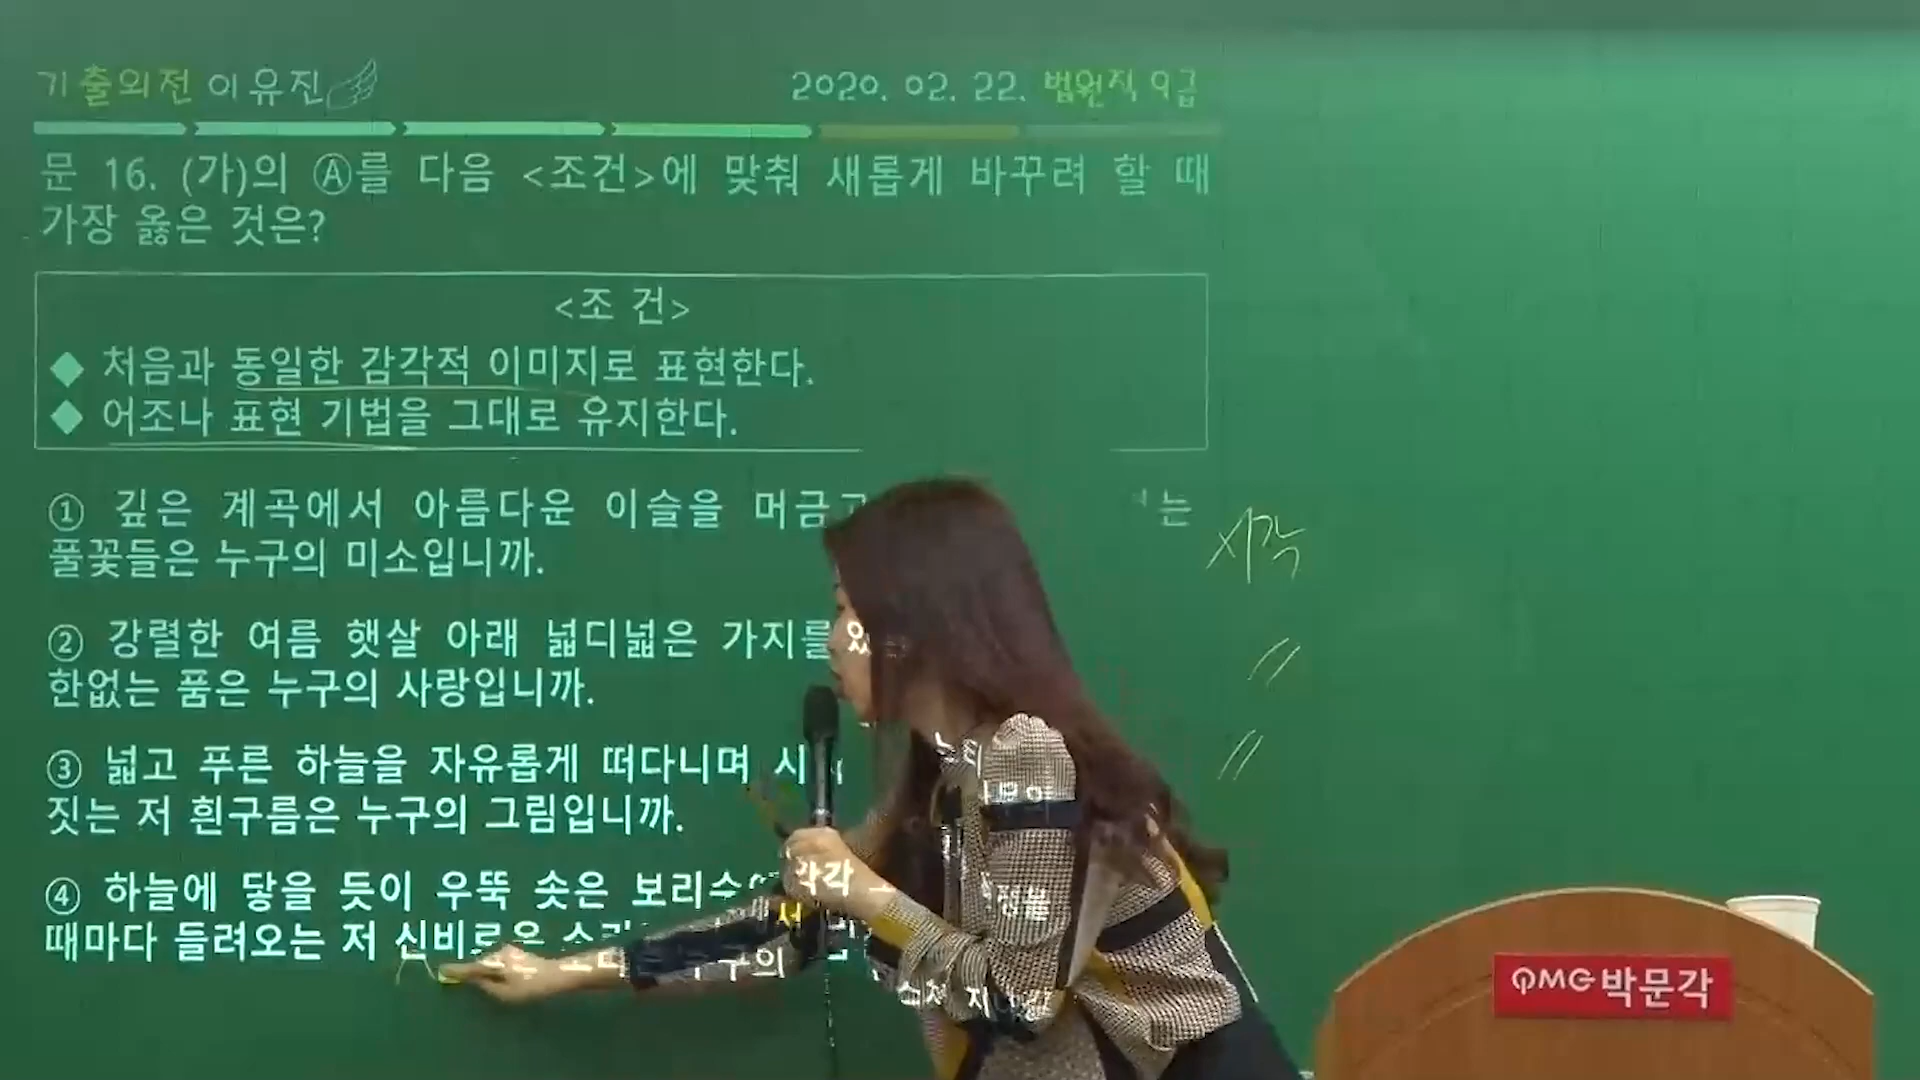 기출외전 이유진
2020. 02. 22. 법원직 9급
문 16. (가)의 Ⓐ를 다음 <조건>에 맞춰 새롭게 바꾸려 할 때
가장 옳은 것은?
<조 건>
◆ 처음과 동일한 감각적 이미지로 표현한다.
◆ 어조나 표현 기법을 그대로 유지한다.
① 깊은 계곡에서 아름다운 이슬을 머금고 는
풀꽃들은 누구의 미소입니까.
시각
② 강렬한 여름 햇살 아래 넓디넓은 가지를
한없는 품은 누구의 사랑입니까.
〃
③ 넓고 푸른 하늘을 자유롭게 떠다니며
짓는 저 흰구름은 누구의 그림입니까.
〃
④ 하늘에 닿을 듯이 우뚝 솟은 보리수
때마다 들려오는 저 신비로운 소리 누구의
PMG 박문각